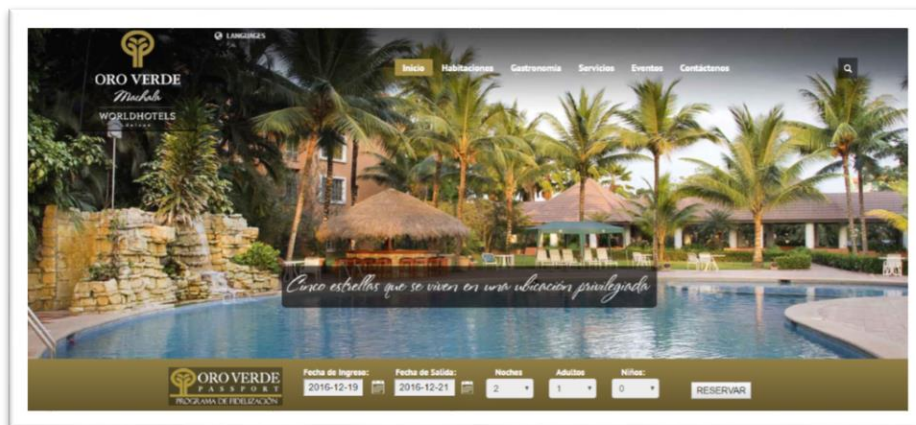 LANGUAGES
ORO VERDE
Machala
WORLDHOTELS
Inicio Habitaciones Gastronomía Servicios Eventos Contáctenos
Cinco estrellas que se viven en una ubicación privilegiada
ORO VERDE
PASSPORT
PROGRAMA DE FIDELIZACIÓN
Fecha de Ingreso: Fecha de Salida: Noches Adultos Niños:
2016-12-19 2016-12-21 2 1 0 RESERVAR